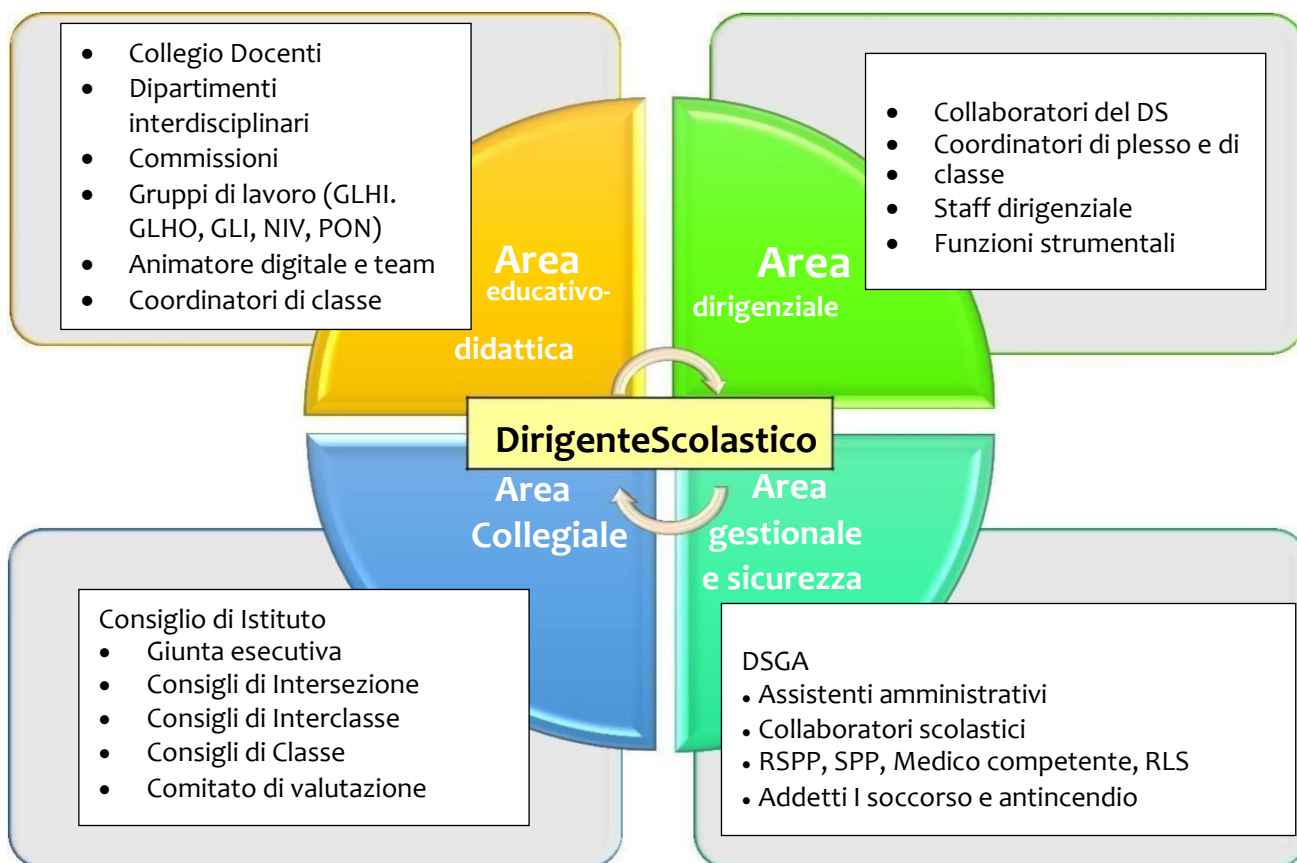 • Collegio Docenti
• Dipartimenti
interdisciplinari
• Commissioni
• Gruppi di lavoro (GLHI.
GLHO, GLI, NIV, PON)
• Animatore digitale e team
• Coordinatori di classe
Area
educativo-
didattica
• Collaboratori del DS
• Coordinatori di plesso e di
• classe
• Staff dirigenziale
• Funzioni strumentali
Area
dirigenziale
DirigenteScolastico
Area
Collegiale
Consiglio di Istituto
• Giunta esecutiva
• Consigli di Intersezione
• Consigli di Interclasse
• Consigli di Classe
• Comitato di valutazione
Area
gestionale
e sicurezza
DSGA
• Assistenti amministrativi
• Collaboratori scolastici
• RSPP, SPP, Medico competente, RLS
• Addetti I soccorso e antincendio